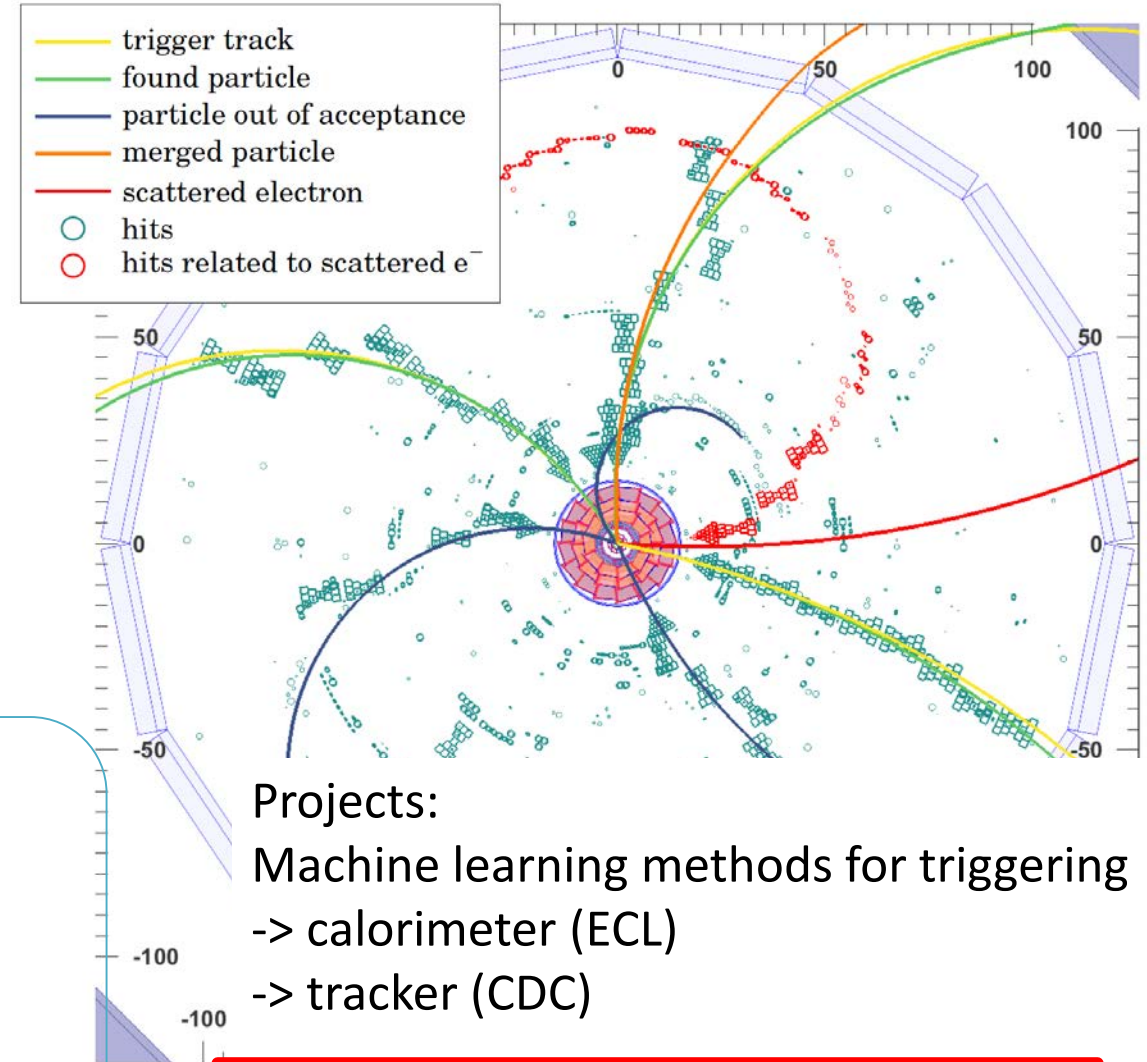 trigger track
found particle
particle out of acceptance
merged particle
scattered electron
hits
hits related to scattered e⁻
0
50
100
100
50
50
0
0
-50
-50
-100
-100
Projects:
Machine learning methods for triggering
-> calorimeter (ECL)
-> tracker (CDC)